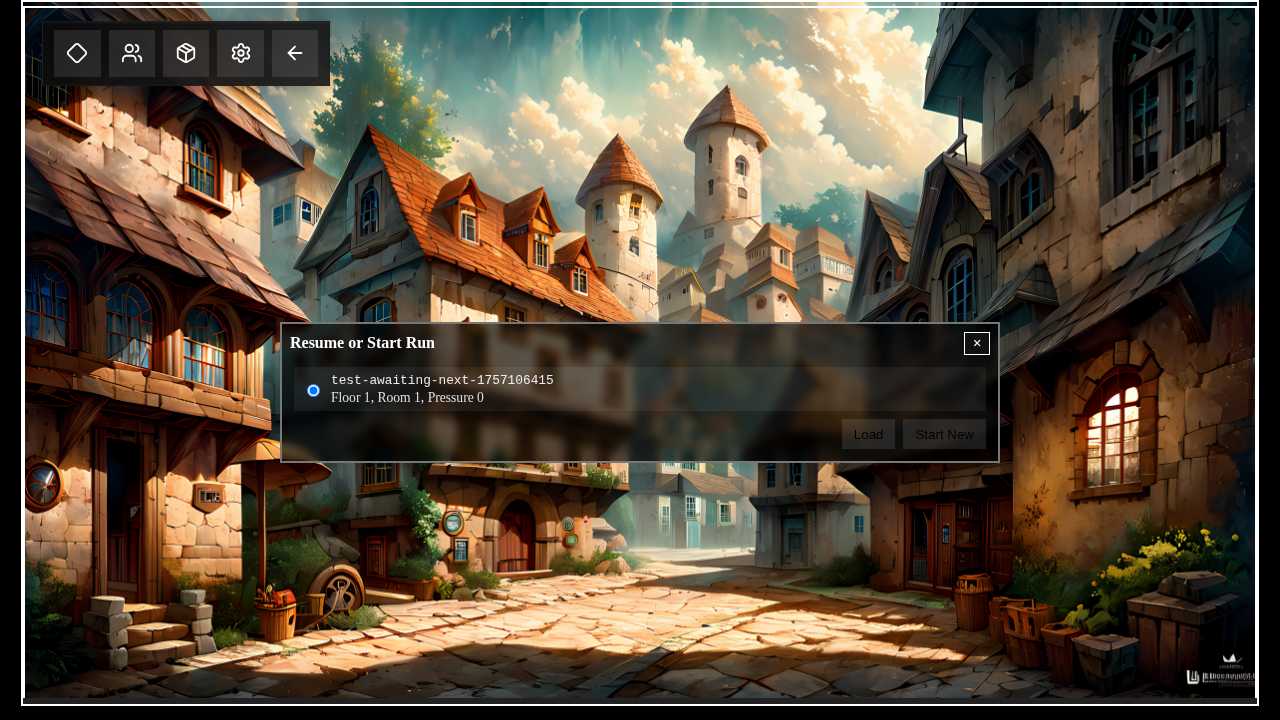 Resume or Start Run
×
test-awaiting-next-1757106415
Floor 1, Room 1, Pressure 0
Load
Start New